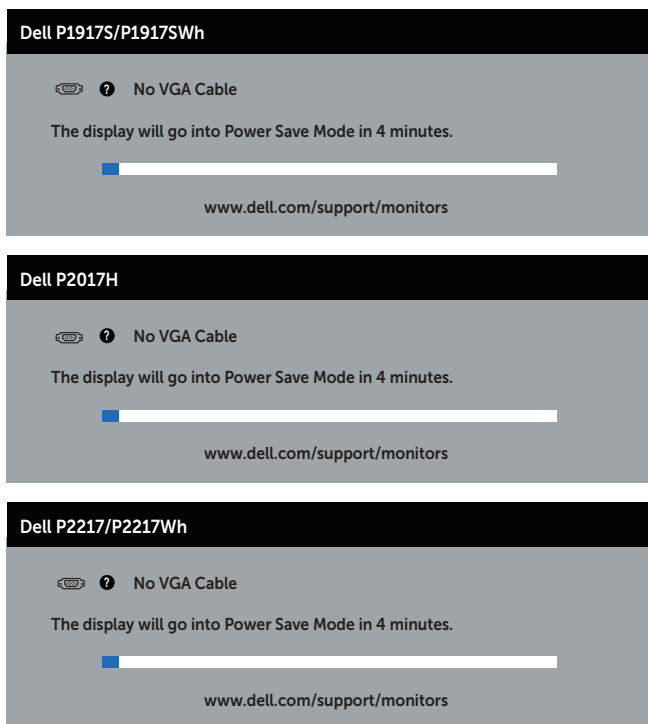 Dell P1917S/P1917SWh
? No VGA Cable
The display will go into Power Save Mode in 4 minutes.
www.dell.com/support/monitors
Dell P2017H
? No VGA Cable
The display will go into Power Save Mode in 4 minutes.
www.dell.com/support/monitors
Dell P2217/P2217Wh
? No VGA Cable
The display will go into Power Save Mode in 4 minutes.
www.dell.com/support/monitors